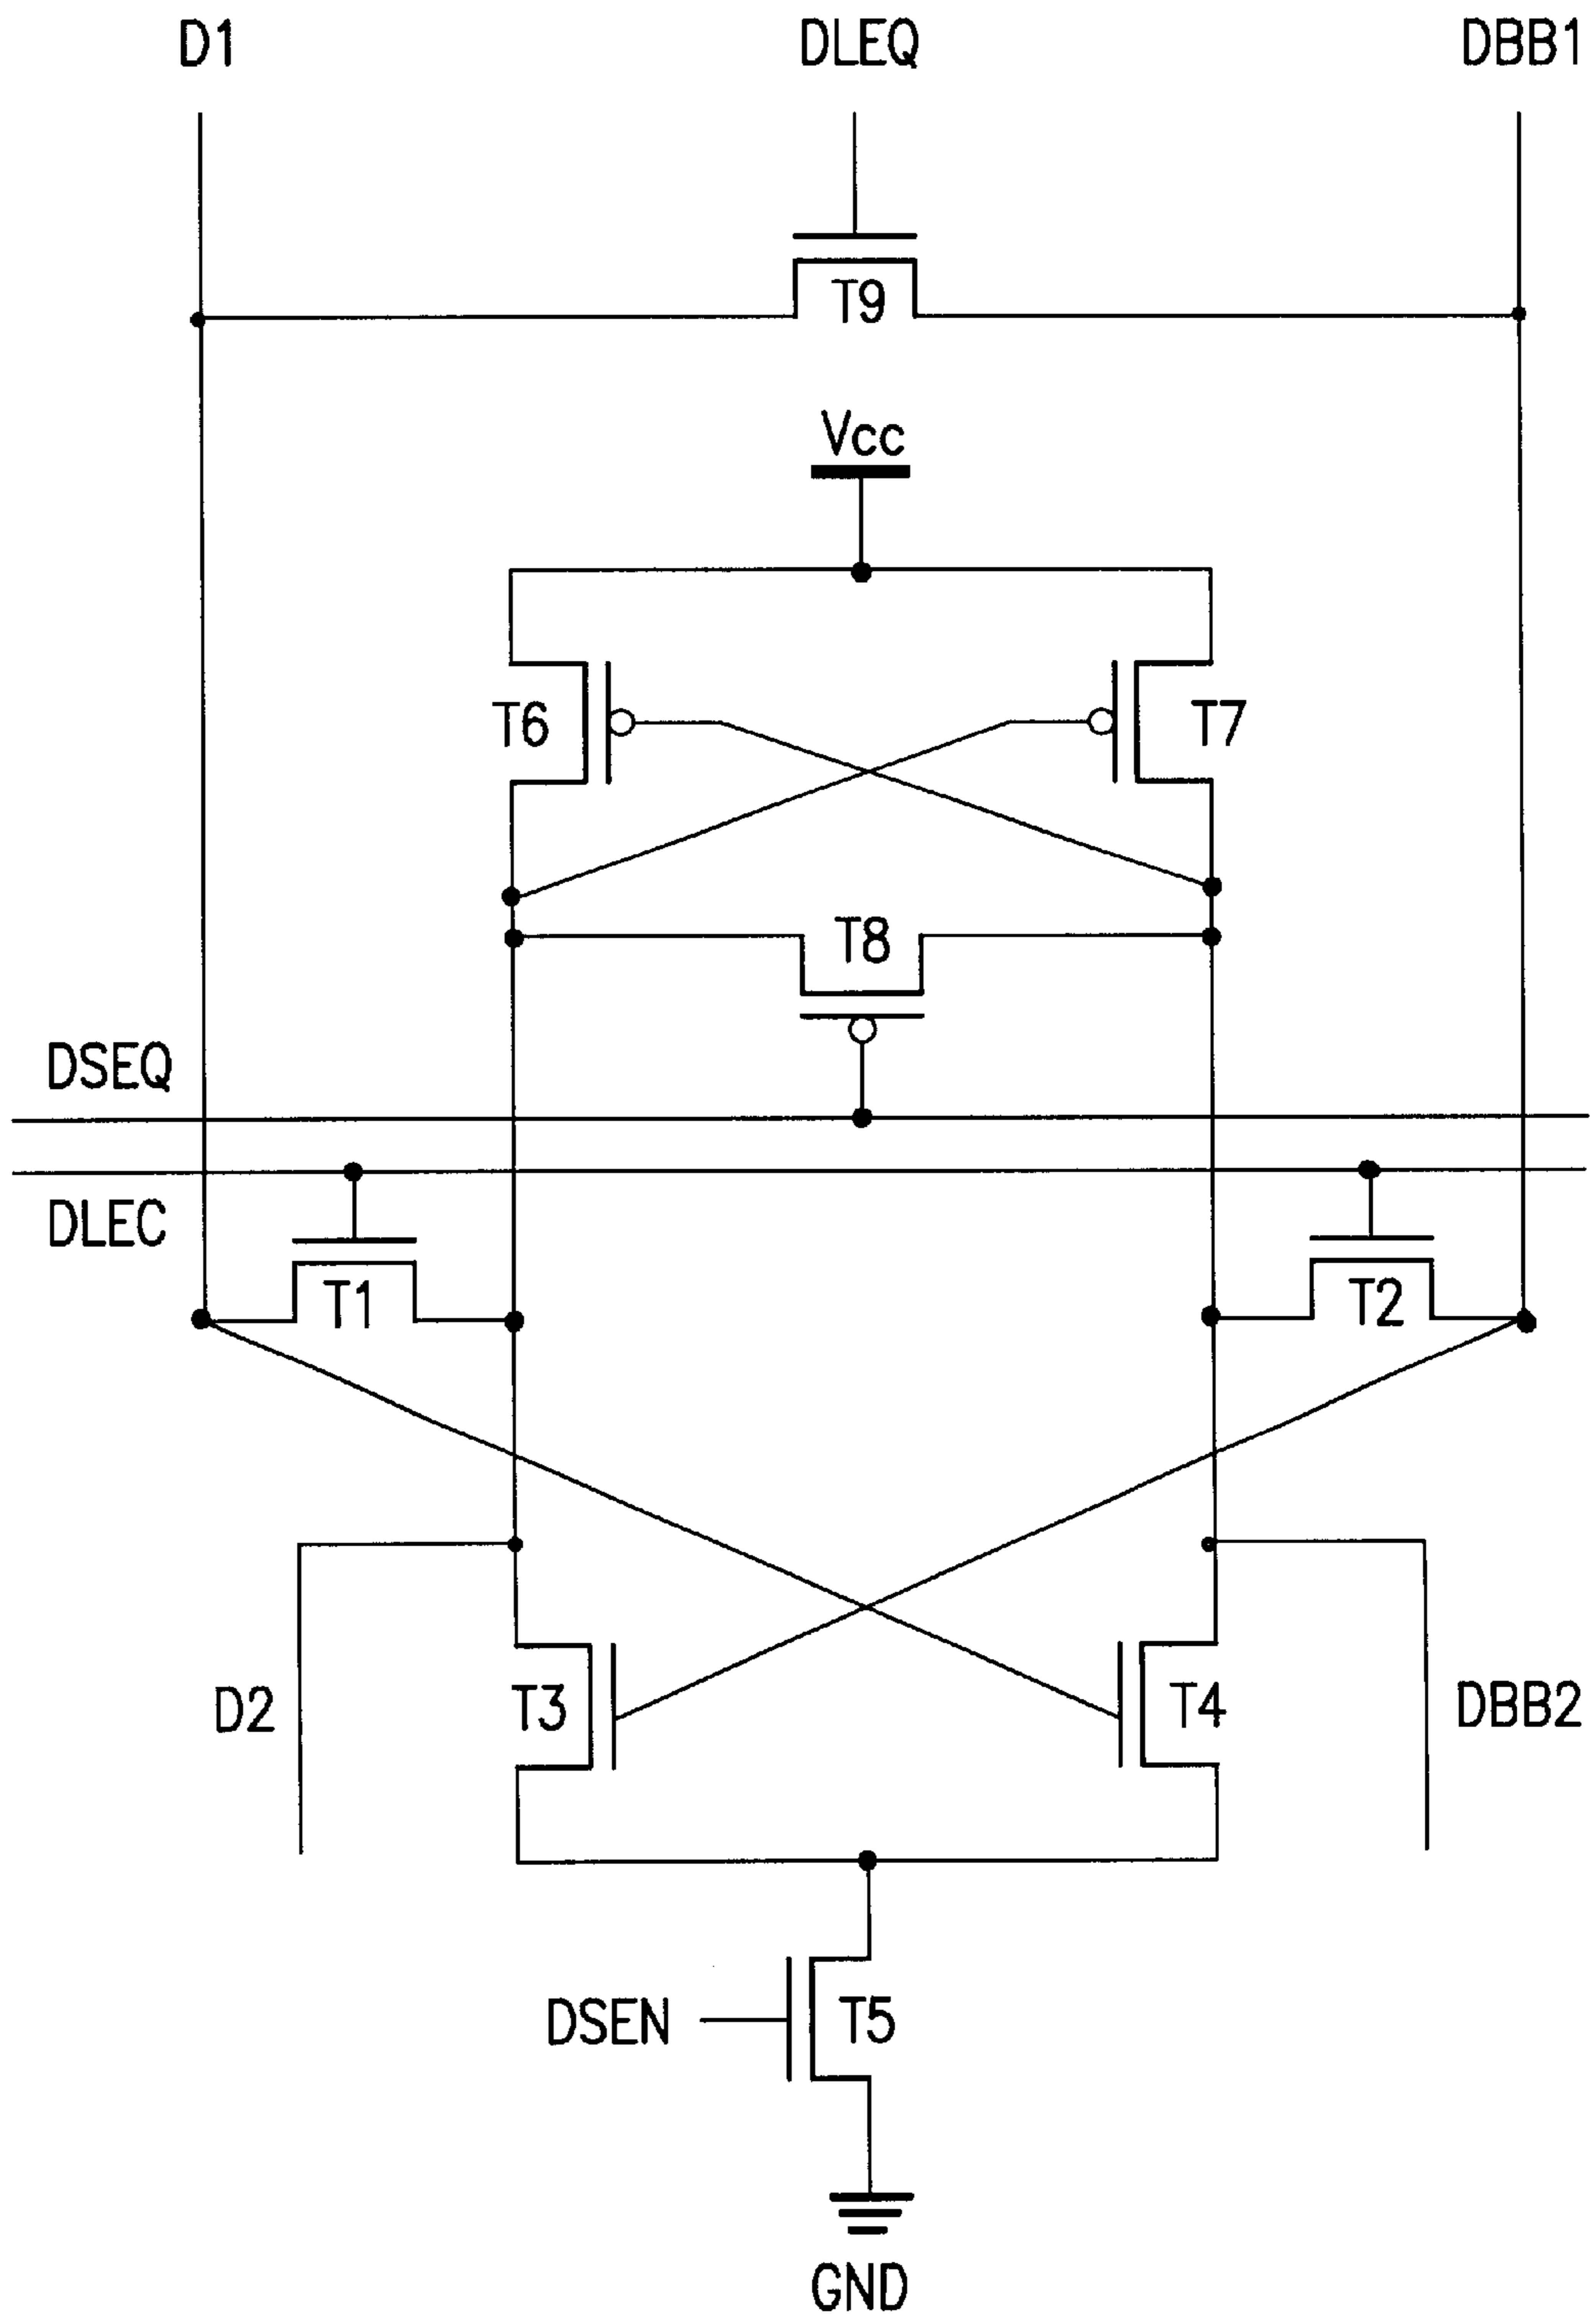 D1
DLEQ
DBB1
T9
Vcc
T6
T7
T8
DSEQ
DLEC
T1
T2
D2
T3
T4
DBB2
DSEN
T5
GND